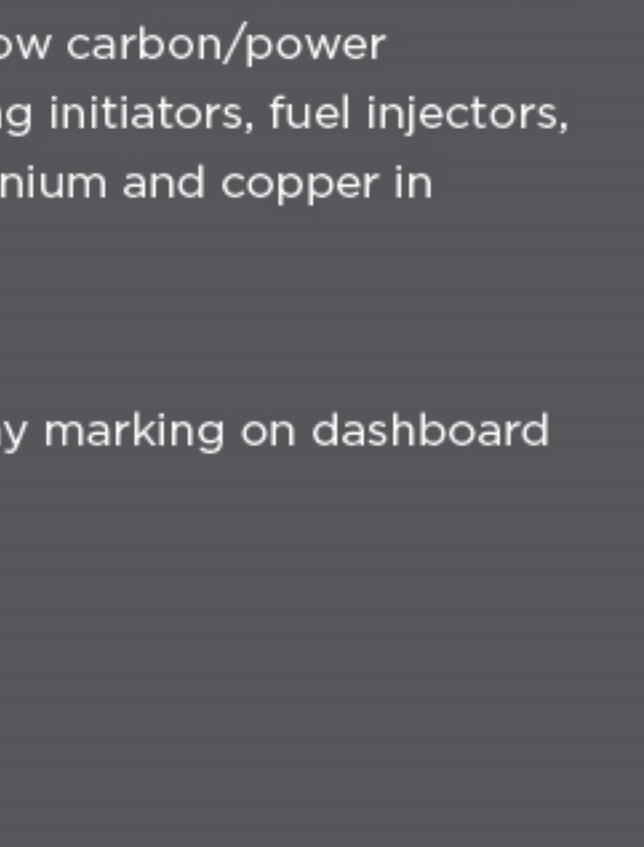 ow carbon/power
g initiators, fuel injectors,
nium and copper in
y marking on dashboard